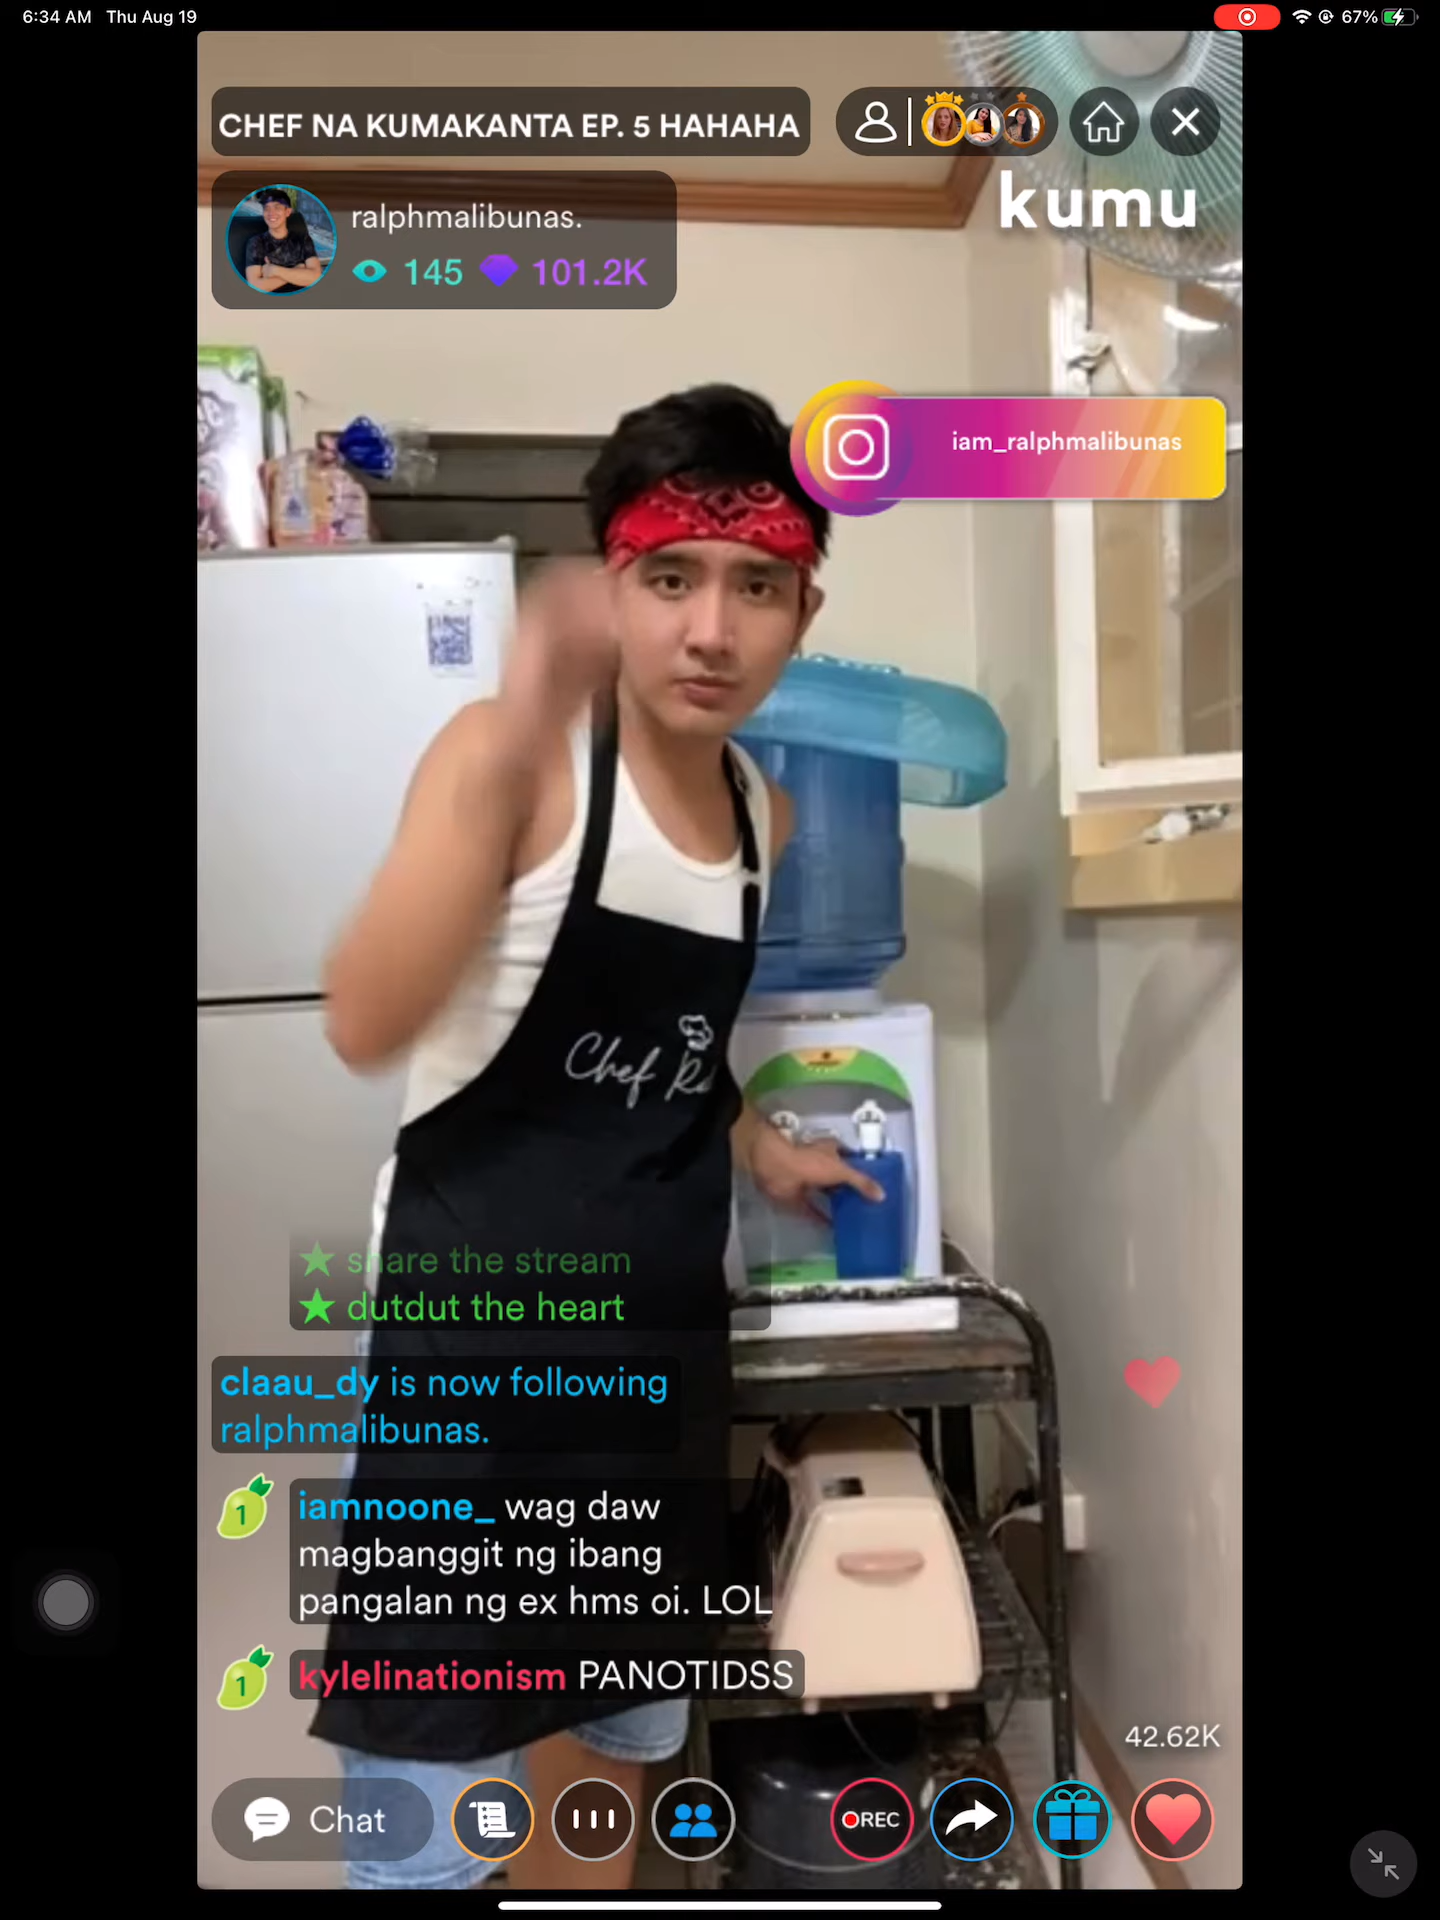 6:34 AM Thu Aug 19
67%
CHEF NA KUMAKANTA EP. 5 HAHAHA
kumu
ralphmalibunas.
145 101.2K
iam_ralphmalibunas
Chef
share the stream
dutdut the heart
claau_dy is now following
ralphmalibunas.
1 iamnoone_ wag daw
magbanggit ng ibang
pangalan ng ex hms oi. LOL
1 kylelinationism PANOTIDSS
42.62K
Chat
REC